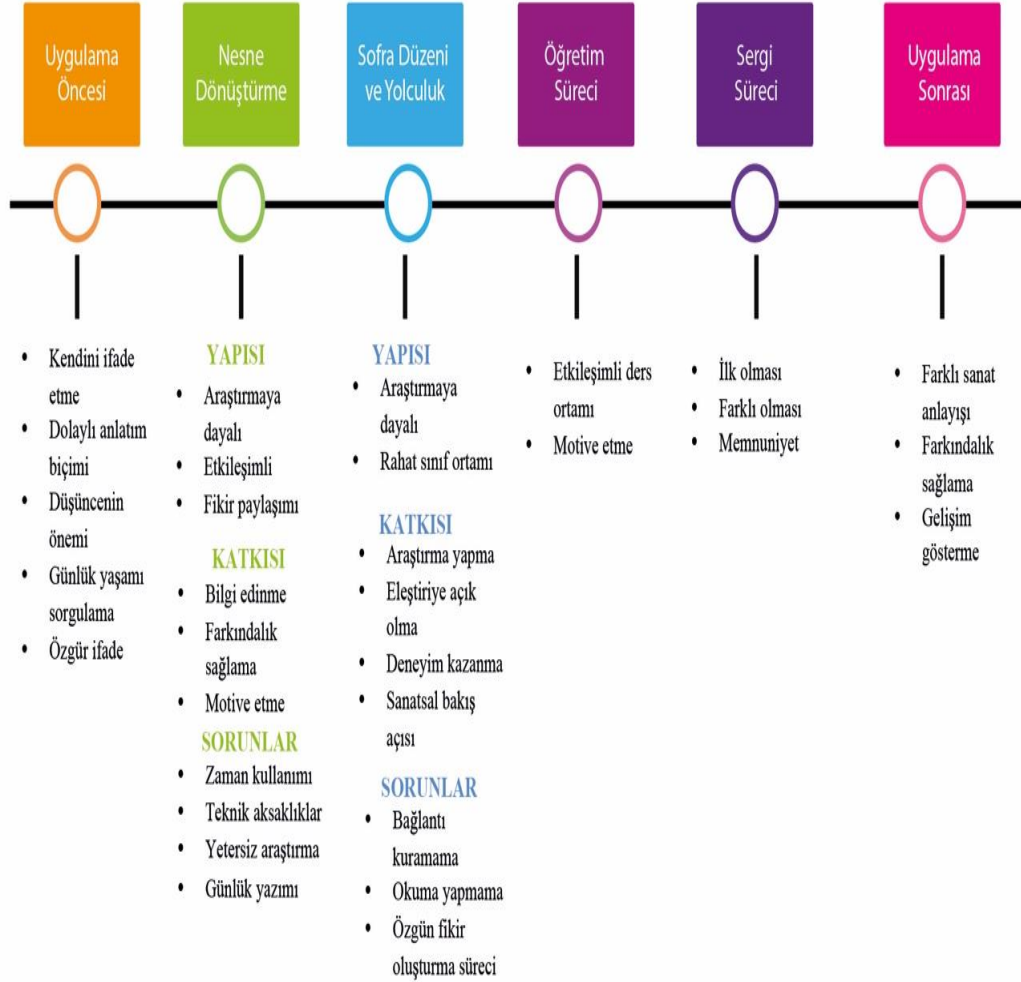 Uygulama
Öncesi
Nesne
Dönüştürme
Sofra Düzeni
ve Yolculuk
Öğretim
Süreci
Sergi
Süreci
Uygulama
Sonrası
• Kendini ifade
etme
• Dolaylı anlatım
biçimi
• Düşüncenin
önemi
• Günlük yaşamı
sorgulama
• Özgür ifade
YAPISI
• Araştırmaya
dayalı
• Etkileşimli
• Fikir paylaşımı
KATKISI
• Bilgi edinme
• Farkındalık
sağlama
• Motive etme
SORUNLAR
• Zaman kullanımı
• Teknik aksaklıklar
• Yetersiz araştırma
• Günlük yazımı
YAPISI
• Araştırmaya
dayalı
• Rahat sınıf ortamı
KATKISI
• Araştırma yapma
• Eleştiriye açık
olma
• Deneyim kazanma
• Sanatsal bakış
açısı
SORUNLAR
• Bağlantı
kuramama
• Okuma yapmama
• Özgün fikir
oluşturma süreci
• Etkileşimli ders
ortamı
• Motive etme
• İlk olması
• Farklı olması
• Memnuniyet
• Farklı sanat
anlayışı
• Farkındalık
sağlama
• Gelişim
gösterme